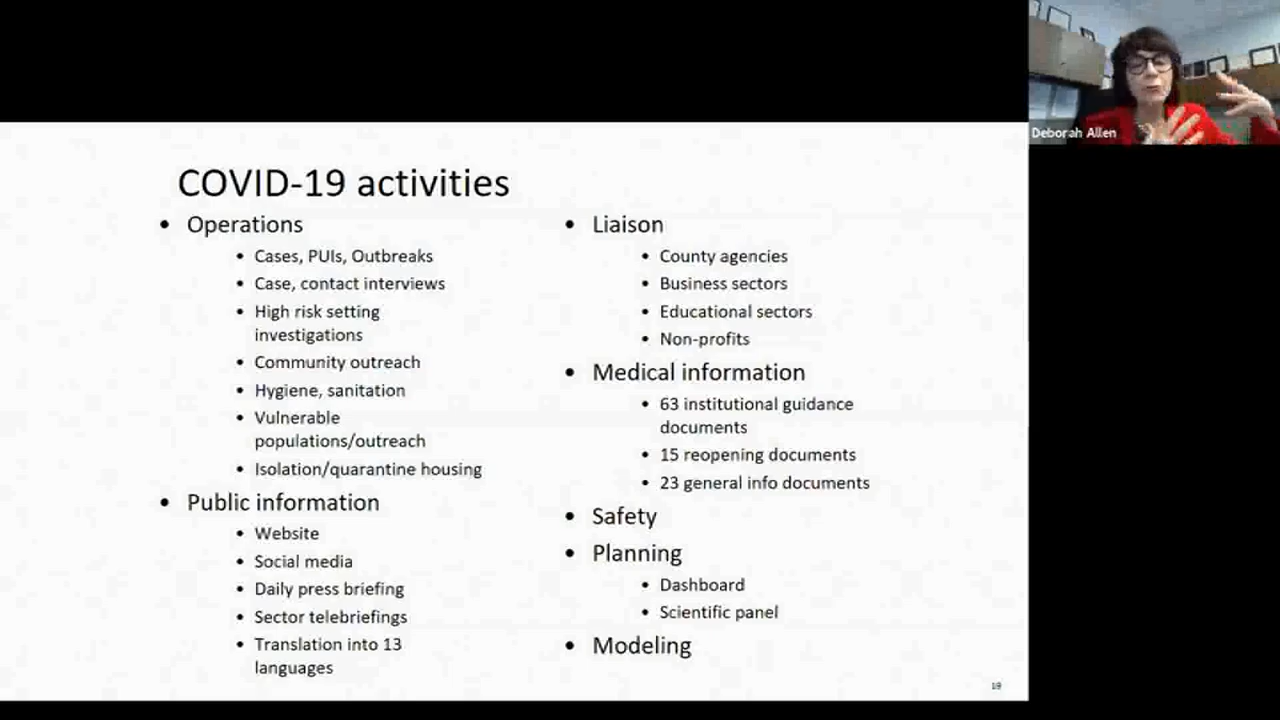 COVID-19 activities
• Operations
• Cases, PUIs, Outbreaks
• Case, contact interviews
• High risk setting
investigations
• Community outreach
• Hygiene, sanitation
• Vulnerable
populations/outreach
• Isolation/quarantine housing
• Public information
• Website
• Social media
• Daily press briefing
• Sector telebriefings
• Translation into 13
languages
• Liaison
• County agencies
• Business sectors
• Educational sectors
• Non-profits
• Medical information
• 63 institutional guidance
documents
• 15 reopening documents
• 23 general info documents
• Safety
• Planning
• Dashboard
• Scientific panel
• Modeling
Deborah Allen